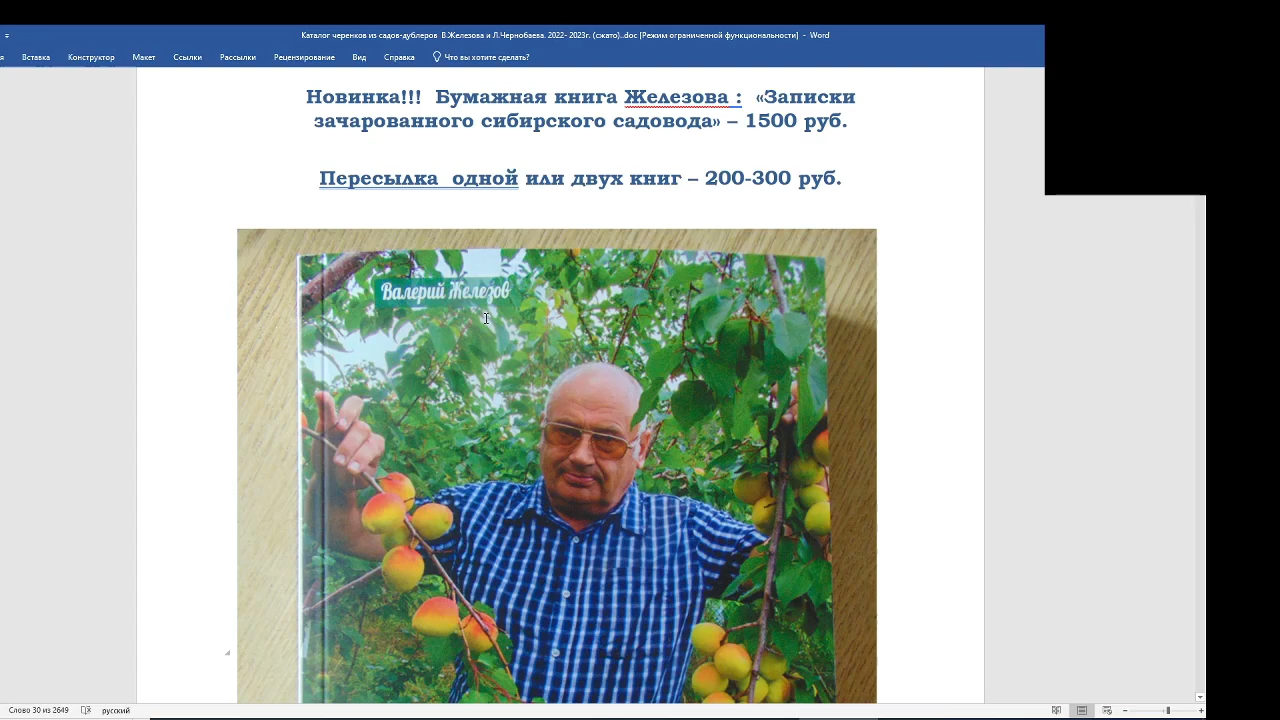 Каталог черенков из садов-дублеров В.Железова и Л.Чернобаева. 2022- 2023г. (сжато)..doc [Режим ограниченной функциональности] - Word
Вставка Конструктор Макет Ссылки Рассылки Рецензирование Вид Справка Что вы хотите сделать?
Новинка!!! Бумажная книга Железова : «Записки
зачарованного сибирского садовода» – 1500 руб.
Пересылка одной или двух книг – 200-300 руб.
Валерий Железов
Слово 30 из 2649 русский